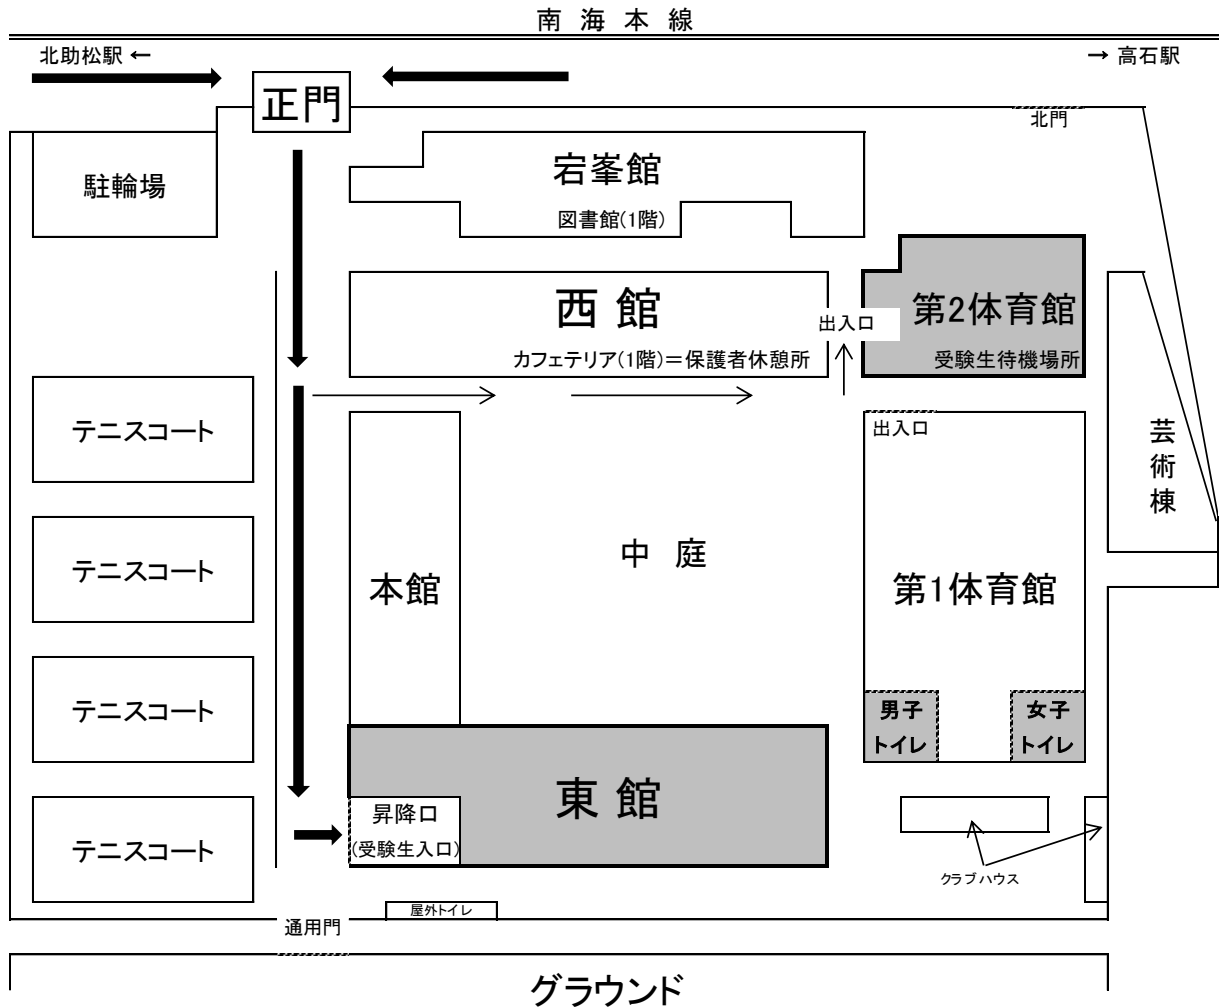 南 海 本 線
北助松駅 ←
→ 高石駅
正門
北門
駐輪場
宕峯館
図書館(1階)
西 館
カフェテリア(1階)＝保護者休憩所
出入口
第2体育館
受験生待機場所
テニスコート
出入口
芸
術
棟
テニスコート
中 庭
本館
第1体育館
テニスコート
男子
トイレ
女子
トイレ
東 館
昇降口
(受験生入口)
テニスコート
クラブハウス
屋外トイレ
通用門
グラウンド